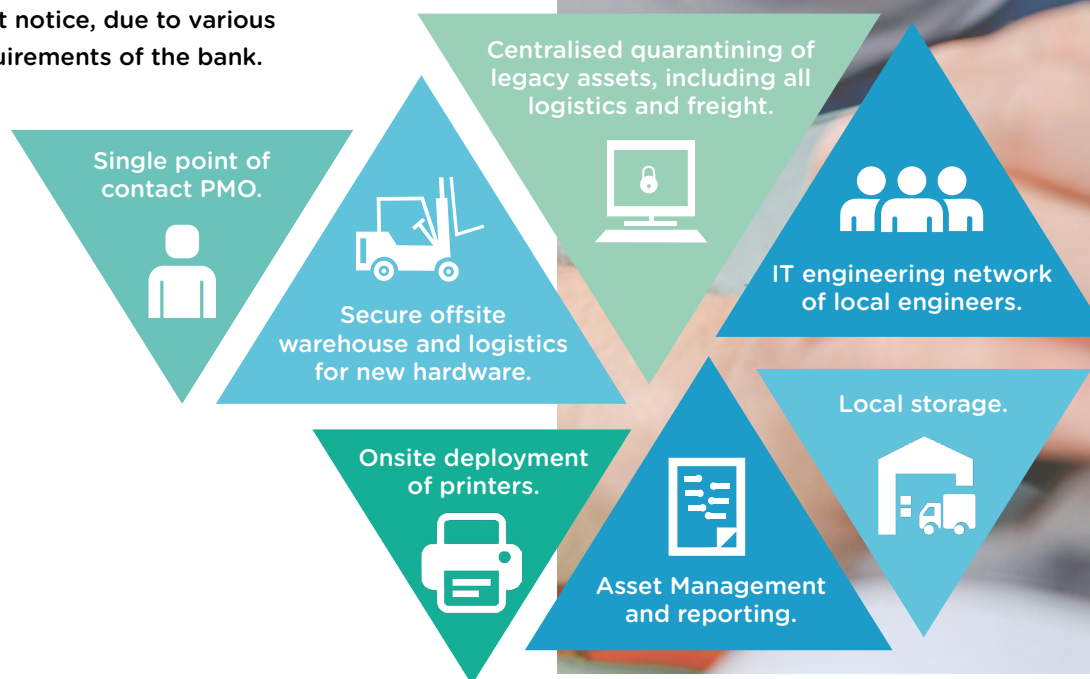 notice, due to various
of the bank.
Centralised quarantining of
legacy assets, including all
logistics and freight.
Single point of
contact PMO.
Secure offsite
warehouse and logistics
for new hardware.
IT engineering network
of local engineers.
Local storage.
Onsite deployment
of printers.
Asset Management
and reporting.